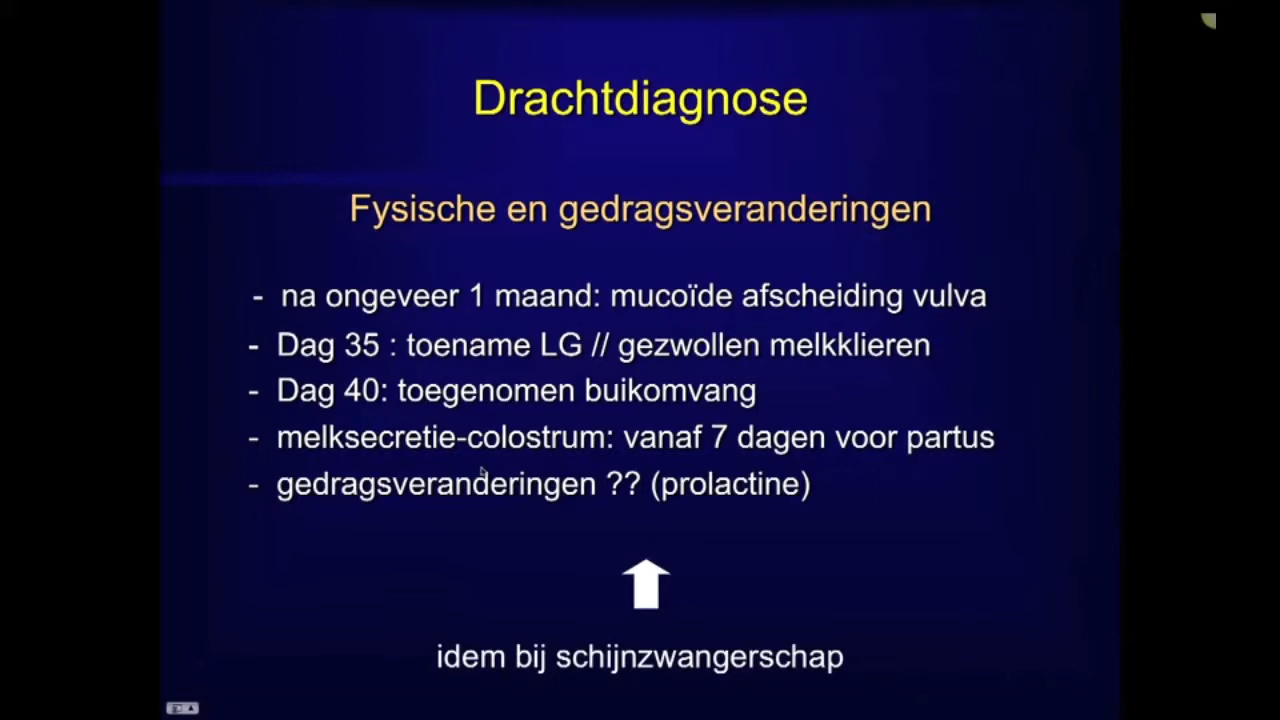 Drachtdiagnose
Fysische en gedragsveranderingen
- na ongeveer 1 maand: mucoïde afscheiding vulva
- Dag 35 : toename LG // gezwollen melkklieren
- Dag 40: toegenomen buikomvang
- melksecretie-colostrum: vanaf 7 dagen voor partus
- gedragsveranderingen ?? (prolactine)
idem bij schijnzwangerschap